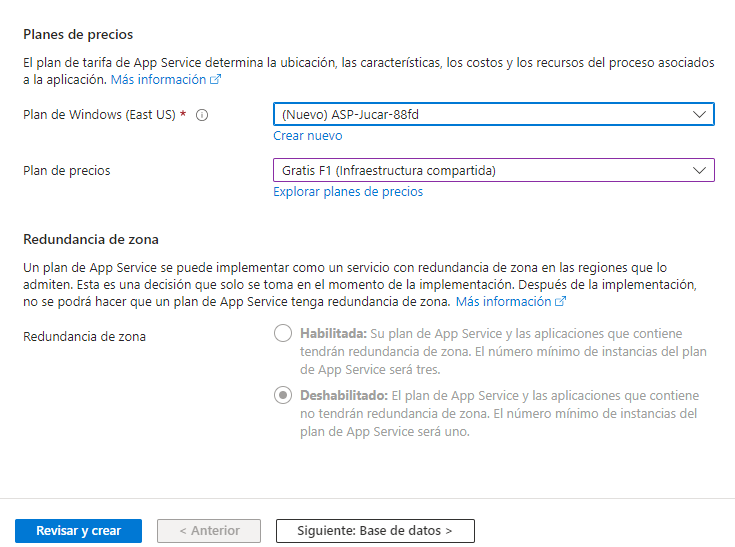 Planes de precios
El plan de tarifa de App Service determina la ubicación, las características, los costos y los recursos del proceso asociados
a la aplicación. Más información
Plan de Windows (East US) *
(Nuevo) ASP-Jucar-88fd
Crear nuevo
Plan de precios
Gratis F1 (Infraestructura compartida)
Explorar planes de precios
Redundancia de zona
Un plan de App Service se puede implementar como un servicio con redundancia de zona en las regiones que lo
admiten. Esta es una decisión que solo se toma en el momento de la implementación. Después de la implementación,
no se podrá hacer que un plan de App Service tenga redundancia de zona. Más información
Redundancia de zona
Habilitada: Su plan de App Service y las aplicaciones que contiene
tendrán redundancia de zona. El número mínimo de instancias del plan
de App Service será tres.
Deshabilitado: El plan de App Service y las aplicaciones que contiene
no tendrán redundancia de zona. El número mínimo de instancias del
plan de App Service será uno.
Revisar y crear
< Anterior
Siguiente: Base de datos >